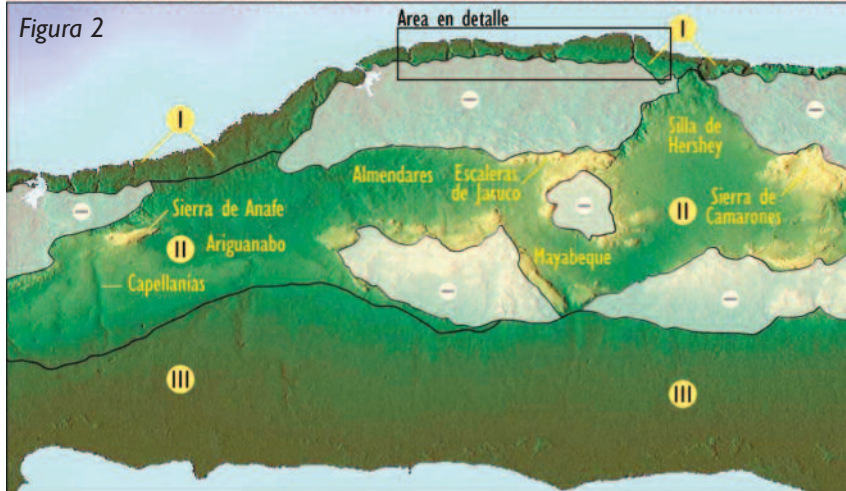 Figura 2
Area en detalle
I
I
Silla de
Hershey
Almendares
Escaleras
de Jaruco
Sierra de
Camarones
Sierra de Anafe
II
Ariguanabo
II
Mayabeque
Capellanías
III
III